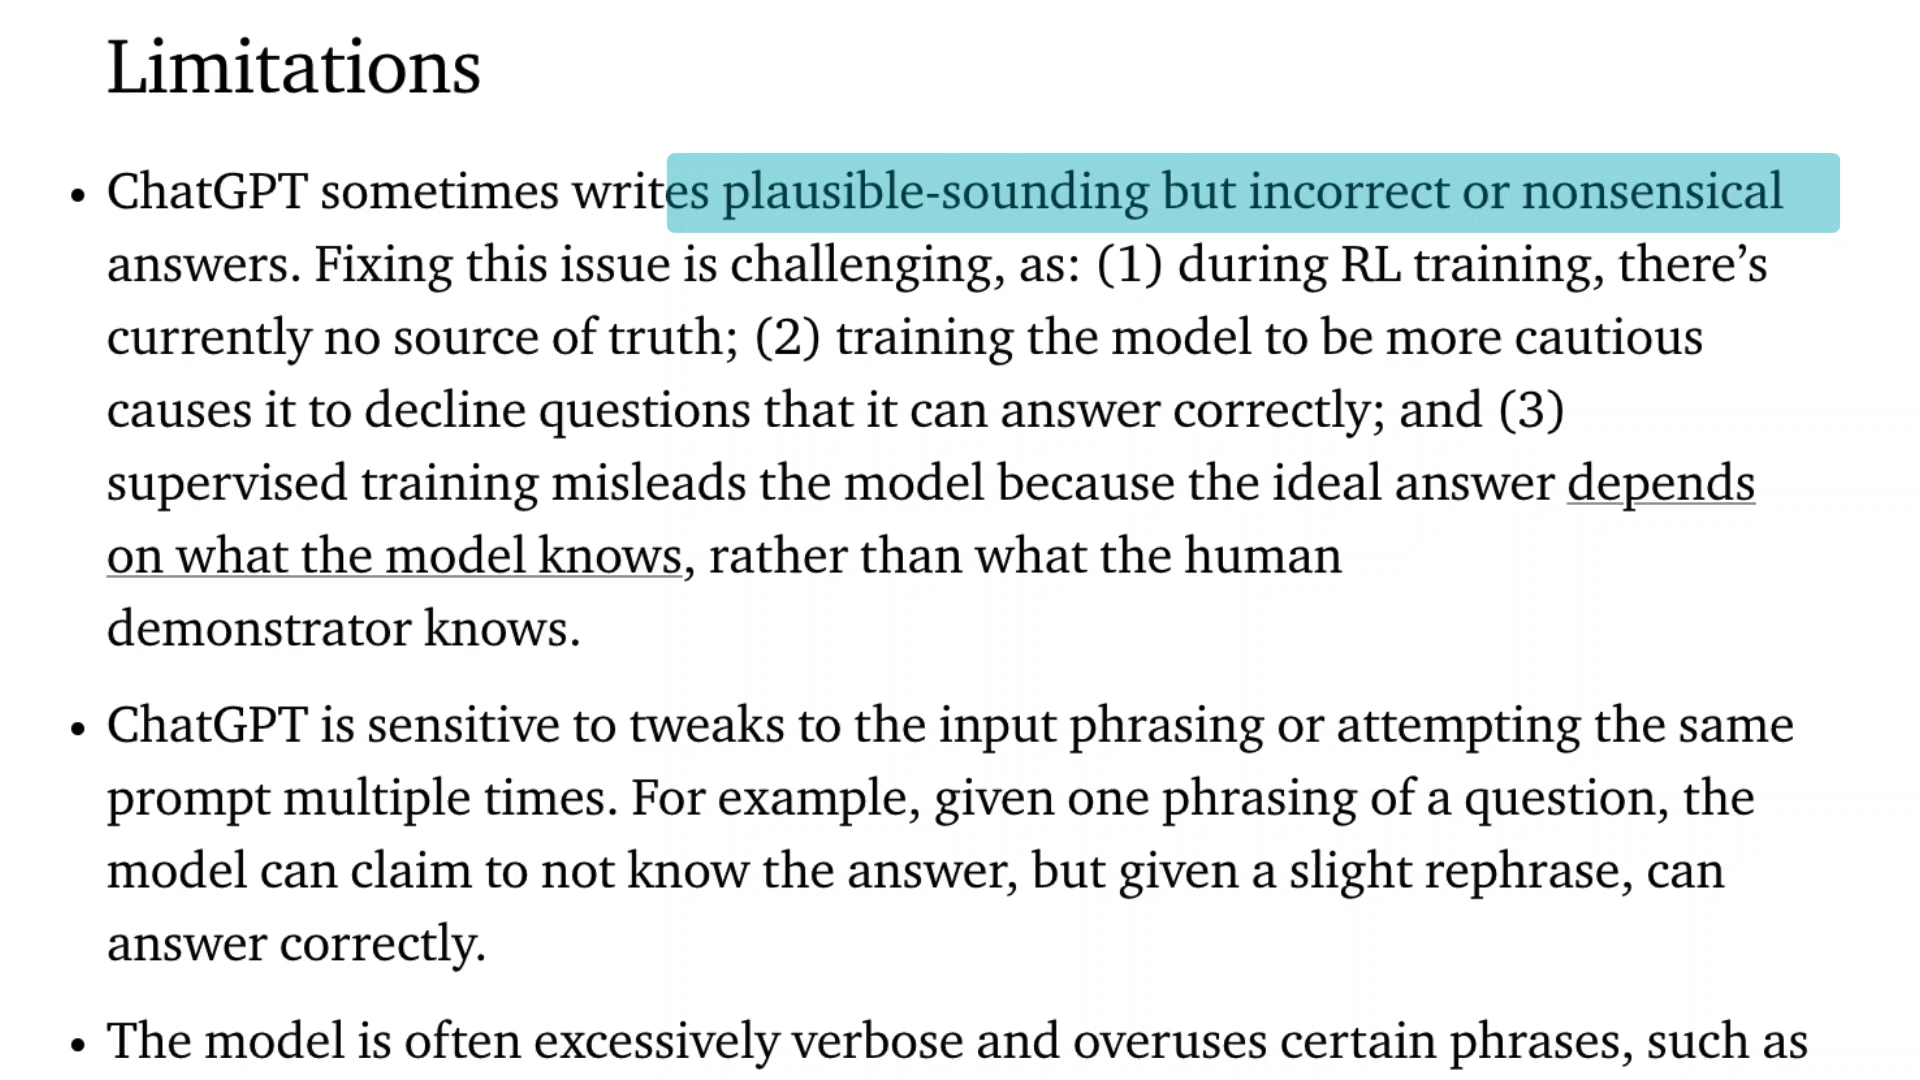 Limitations
• ChatGPT sometimes writes plausible-sounding but incorrect or nonsensical
answers. Fixing this issue is challenging, as: (1) during RL training, there’s
currently no source of truth; (2) training the model to be more cautious
causes it to decline questions that it can answer correctly; and (3)
supervised training misleads the model because the ideal answer depends
on what the model knows, rather than what the human
demonstrator knows.
• ChatGPT is sensitive to tweaks to the input phrasing or attempting the same
prompt multiple times. For example, given one phrasing of a question, the
model can claim to not know the answer, but given a slight rephrase, can
answer correctly.
• The model is often excessively verbose and overuses certain phrases, such as